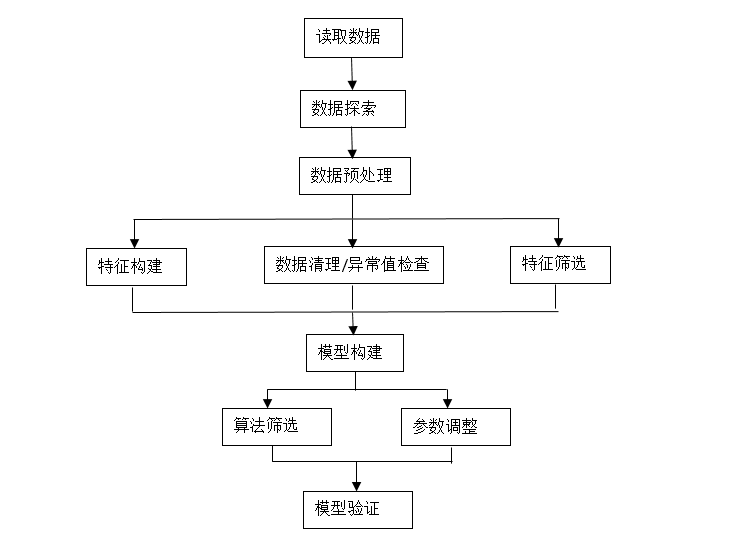 读取数据
数据探索
数据预处理
特征构建
数据清理/异常值检查
特征筛选
模型构建
算法筛选
参数调整
模型验证